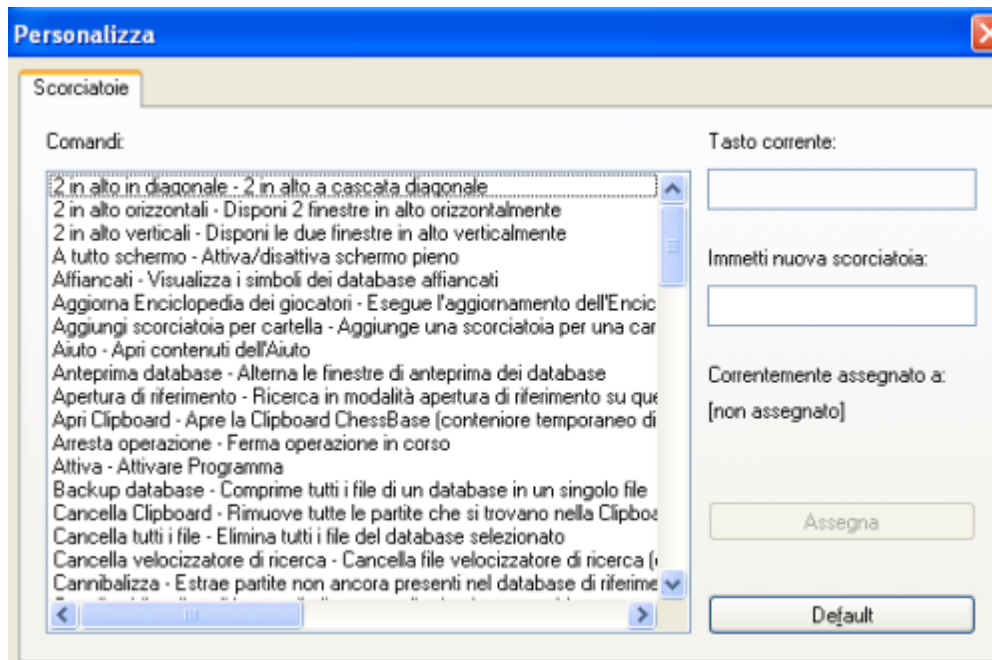 Personalizza
Scorciatoie
Comandi:
2 in alto in diagonale - 2 in alto a cascata diagonale
2 in alto orizzontali - Disponi 2 finestre in alto orizzontalmente
2 in alto verticali - Disponi le due finestre in alto verticalmente
A tutto schermo - Attiva/disattiva schermo pieno
Affiancati - Visualizza i simboli dei database affiancati
Aggiorna Enciclopedia dei giocatori - Esegue l'aggiornamento dell'Encic
Aggiungi scorciatoia per cartella - Aggiunge una scorciatoia per una car
Aiuto - Apri contenuti dell'Aiuto
Anteprima database - Alterna le finestre di anteprima dei database
Apertura di riferimento - Ricerca in modalità apertura di riferimento su que
Apri Clipboard - Apre la Clipboard ChessBase (conteniore temporaneo di
Arresta operazione - Ferma operazione in corso
Attiva - Attivare Programma
Backup database - Comprime tutti i file di un database in un singolo file
Cancella Clipboard - Rimuove tutte le partite che si trovano nella Clipboa
Cancella tutti i file - Elimina tutti i file del database selezionato
Cancella velocizzatore di ricerca - Cancella file velocizzatore di ricerca (
Cannibalizza - Estrae partite non ancora presenti nel database di riferime
Tasto corrente:
Immetti nuova scorciatoia:
Correntemente assegnato a:
[non assegnato]
Assegna
Default